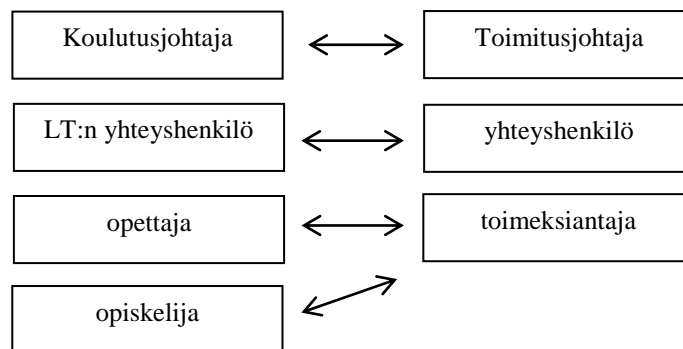 Koulutusjohtaja
Toimitusjohtaja
LT:n yhteyshenkilö
yhteyshenkilö
opettaja
toimeksiantaja
opiskelija